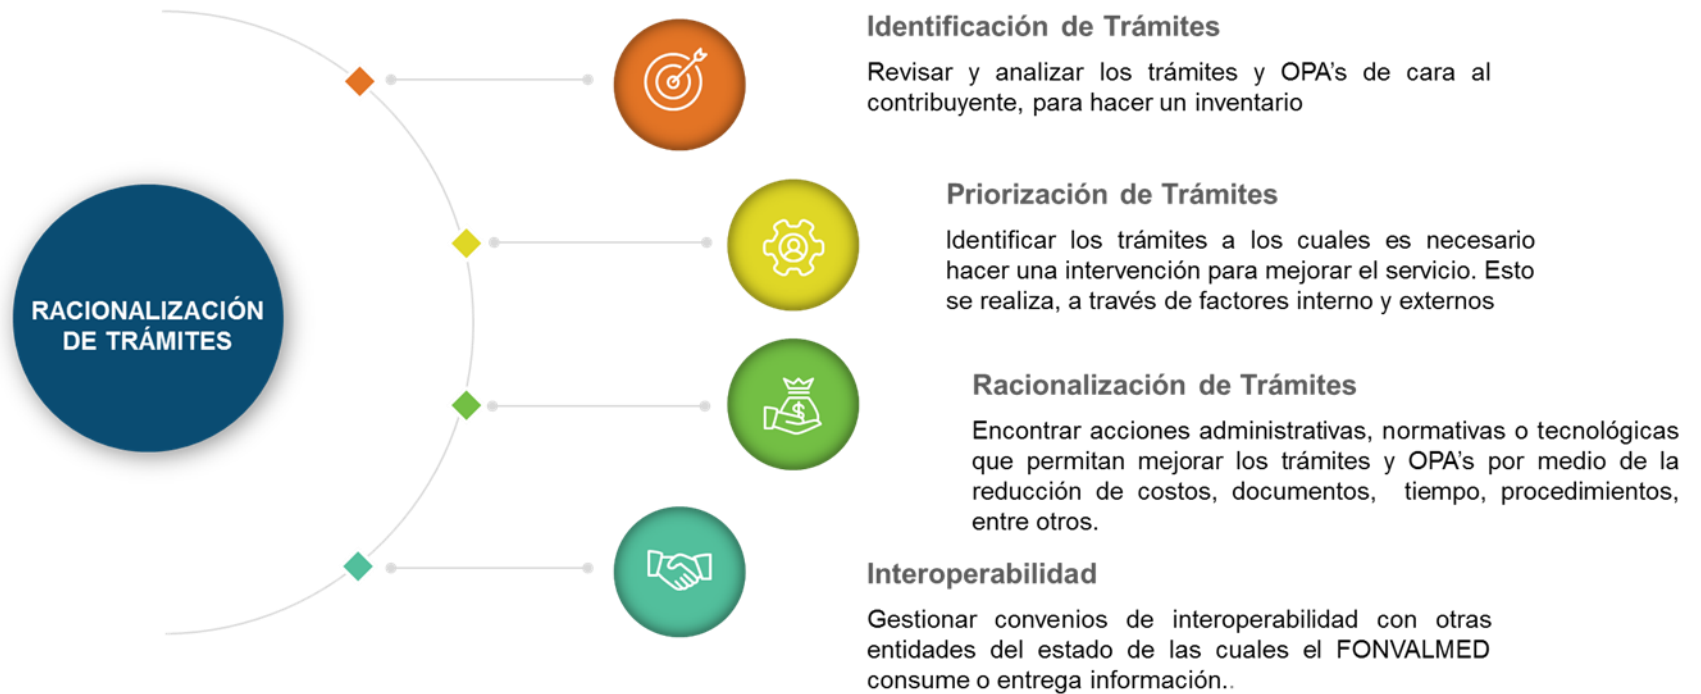 RACIONALIZACIÓN
DE TRÁMITES
Identificación de Trámites
Revisar y analizar los trámites y OPA's de cara al
contribuyente, para hacer un inventario
Priorización de Trámites
Identificar los trámites a los cuales es necesario
hacer una intervención para mejorar el servicio. Esto
se realiza, a través de factores interno y externos
Racionalización de Trámites
Encontrar acciones administrativas, normativas o tecnológicas
que permitan mejorar los trámites y OPA's por medio de la
reducción de costos, documentos, tiempo, procedimientos,
entre otros.
Interoperabilidad
Gestionar convenios de interoperabilidad con otras
entidades del estado de las cuales el FONVALMED
consume o entrega información..